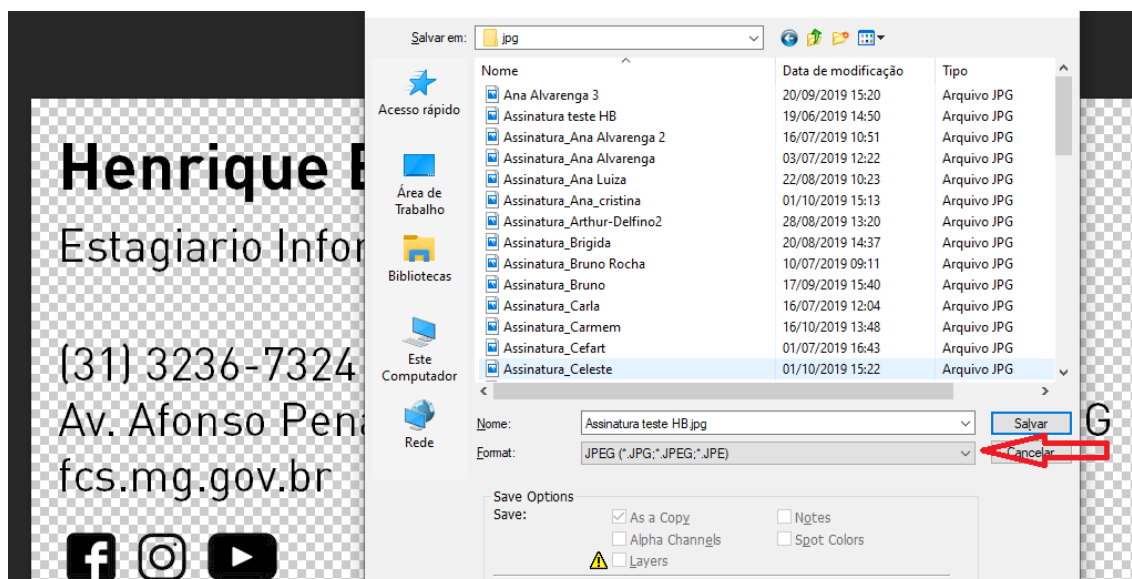 Salvar em:
jpg
Nome
Data de modificação
Tipo
Acesso rápido
Área de
Trabalho
Bibliotecas
Este
Computador
Rede
Ana Alvarenga 3 20/09/2019 15:20 Arquivo JPG
Assinatura teste HB 19/06/2019 14:50 Arquivo JPG
Assinatura_Ana Alvarenga 2 16/07/2019 10:51 Arquivo JPG
Assinatura_Ana Alvarenga 03/07/2019 12:22 Arquivo JPG
Assinatura_Ana Luiza 22/08/2019 10:23 Arquivo JPG
Assinatura_Ana_cristina 01/10/2019 15:13 Arquivo JPG
Assinatura_Arthur-Delfino2 28/08/2019 13:20 Arquivo JPG
Assinatura_Brigida 20/08/2019 14:37 Arquivo JPG
Assinatura_Bruno Rocha 10/07/2019 09:11 Arquivo JPG
Assinatura_Bruno 17/09/2019 15:40 Arquivo JPG
Assinatura_Carla 16/07/2019 12:04 Arquivo JPG
Assinatura_Carmem 16/10/2019 13:48 Arquivo JPG
Assinatura_Cefart 01/07/2019 16:43 Arquivo JPG
Assinatura_Celeste 01/10/2019 15:22 Arquivo JPG
Nome: Assinatura teste HB.jpg Salvar
Format: JPEG (*.JPG;*.JPEG;*.JPE) Cancelar
Save Options
Save:
As a Copy
Notes
Alpha Channels
Spot Colors
Layers
Henrique
Estagiario Infor
(31) 3236-7324
Av. Afonso Pena
G
fcs.mg.gov.br